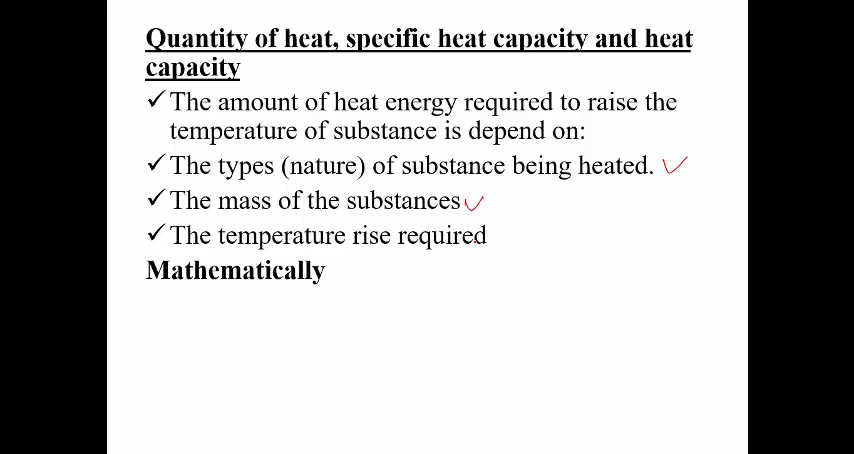 Quantity of heat, specific heat capacity and heat
capacity
✓The amount of heat energy required to raise the
temperature of substance is depend on:
✓The types (nature) of substance being heated.
✓The mass of the substances
✓The temperature rise required
Mathematically